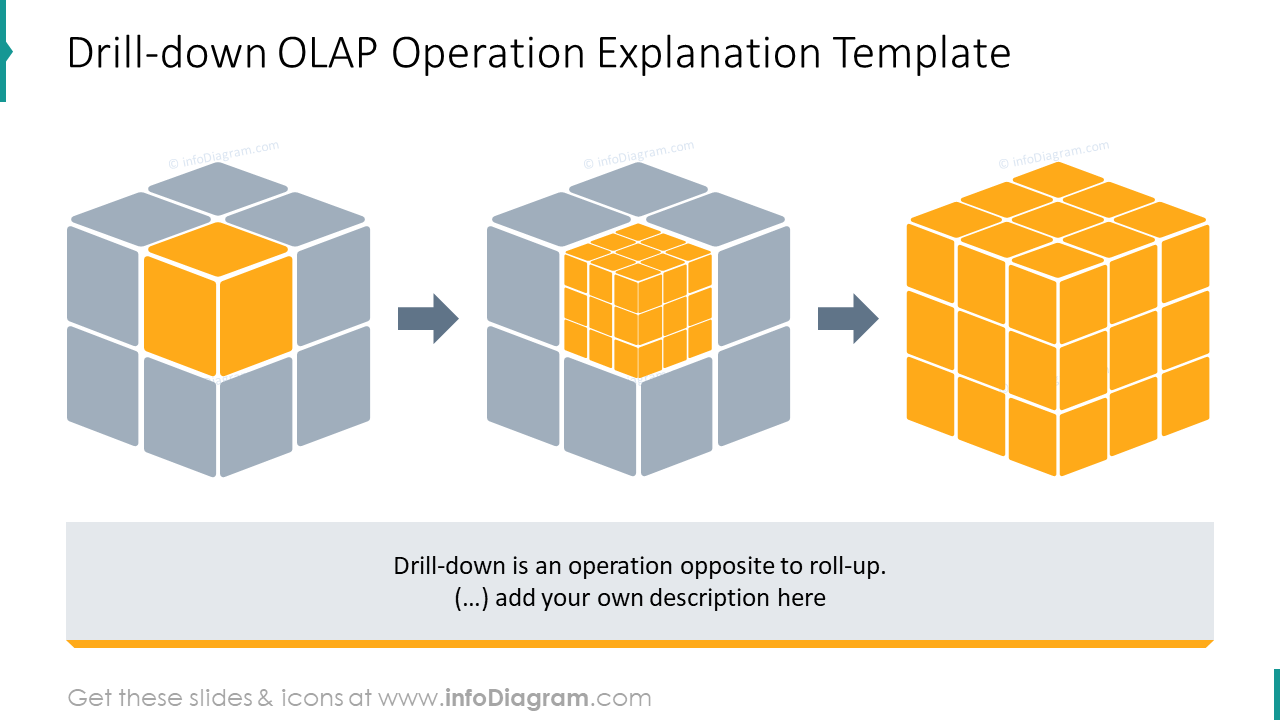 Drill-down OLAP Operation Explanation Template
© infoDiagram.com
© infoDiagram.com
© infoDiagram.com
Drill-down is an operation opposite to roll-up.
(...) add your own description here
Get these slides & icons at www.infoDiagram.com